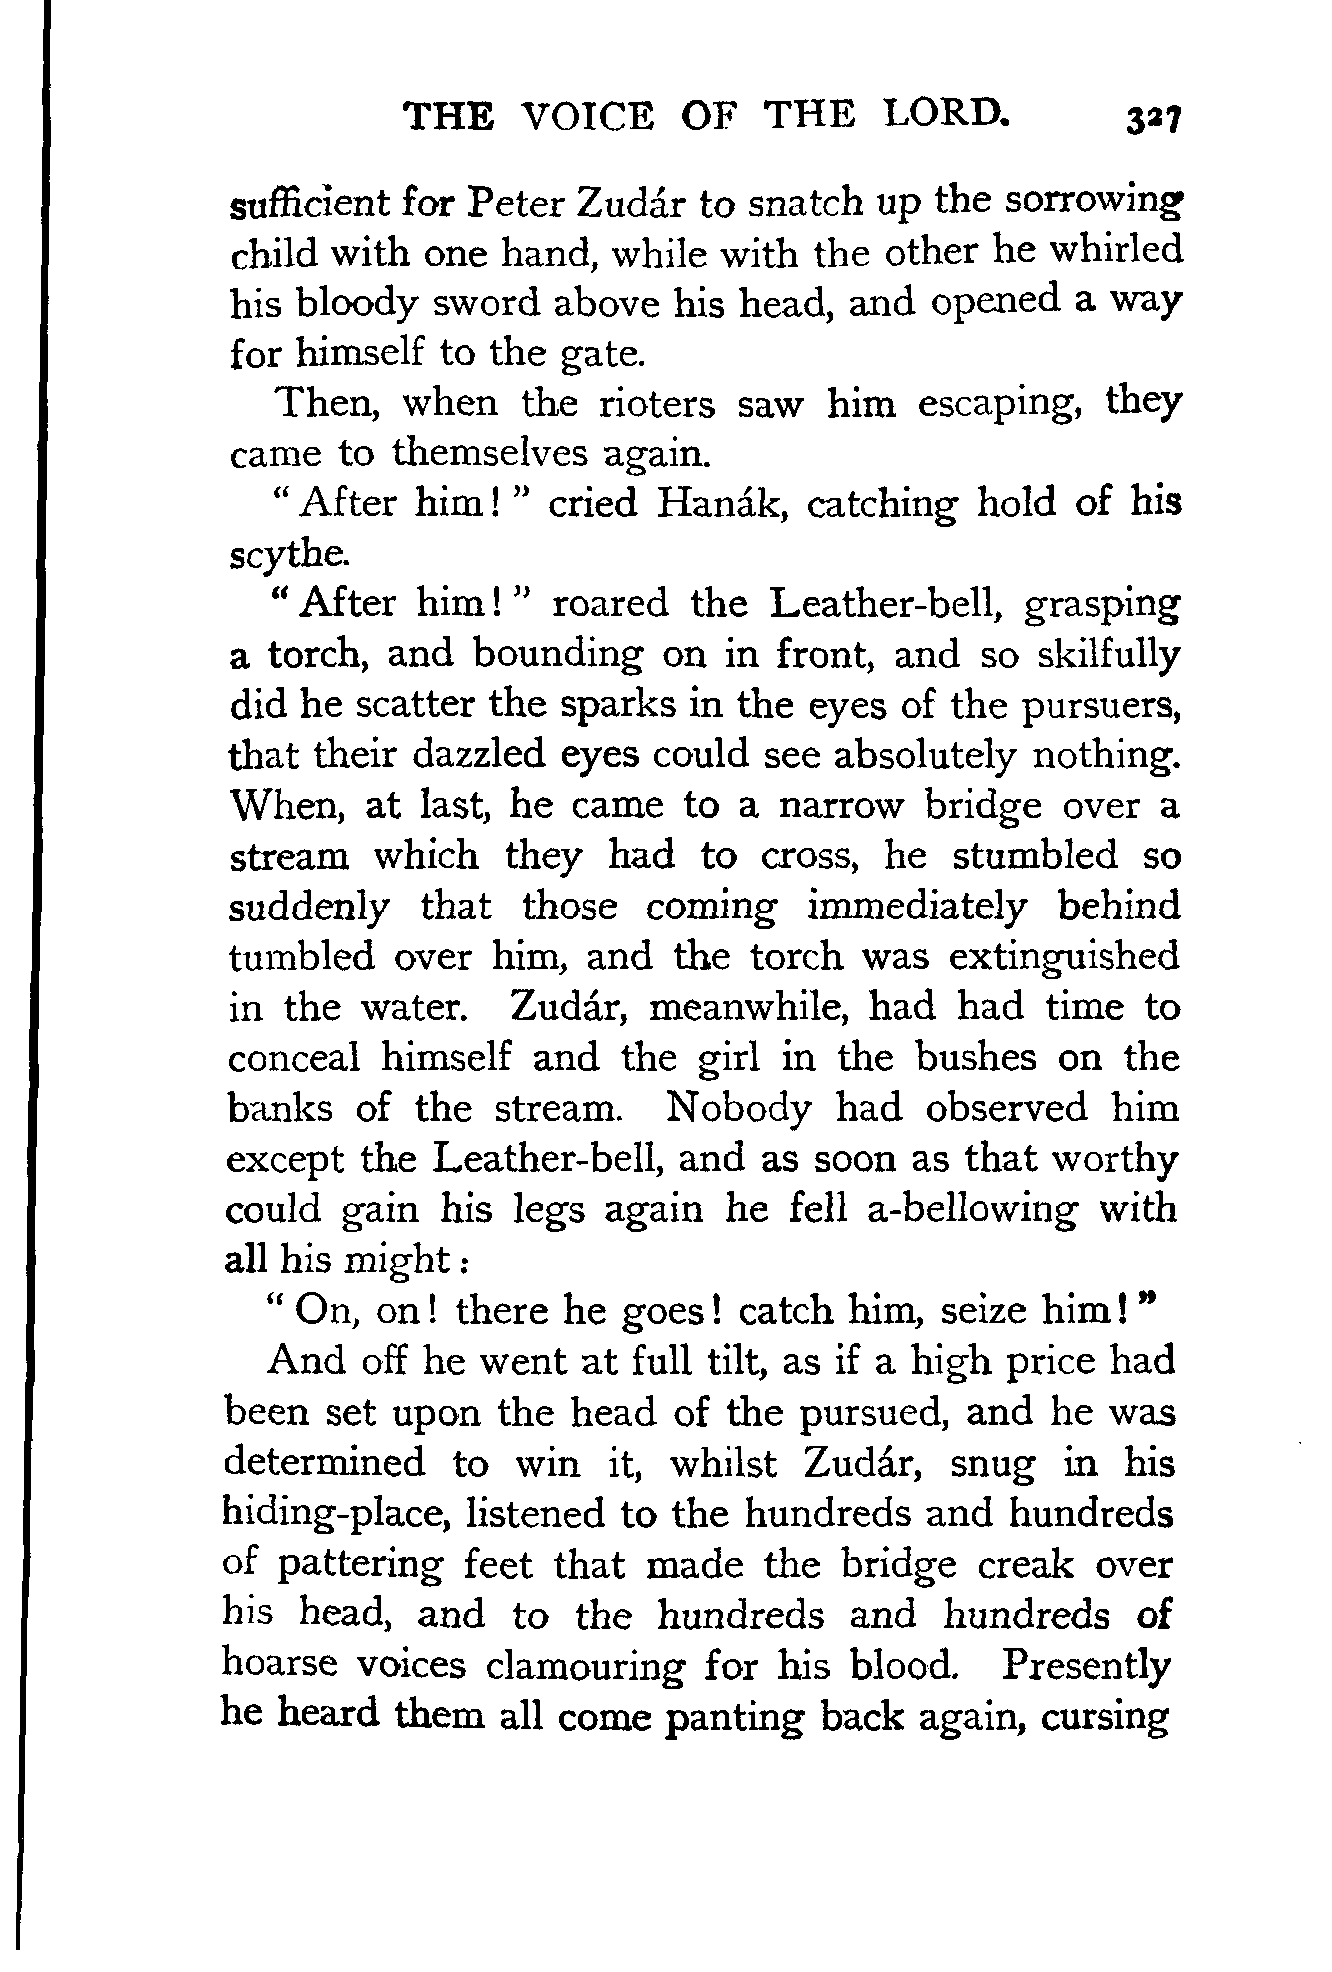 THE VOICE OF THE LORD. 327
sufficient for Peter Zudár to snatch up the sorrowing
child with one hand, while with the other he whirled
his bloody sword above his head, and opened a way
for himself to the gate.
Then, when the rioters saw him escaping, they
came to themselves again.
“ After him! ” cried Hanák, catching hold of his
scythe.
“ After him! ” roared the Leather-bell, grasping
a torch, and bounding on in front, and so skilfully
did he scatter the sparks in the eyes of the pursuers,
that their dazzled eyes could see absolutely nothing.
When, at last, he came to a narrow bridge over a
stream which they had to cross, he stumbled so
suddenly that those coming immediately behind
tumbled over him, and the torch was extinguished
in the water. Zudár, meanwhile, had had time to
conceal himself and the girl in the bushes on the
banks of the stream. Nobody had observed him
except the Leather-bell, and as soon as that worthy
could gain his legs again he fell a-bellowing with
all his might:
“ On, on! there he goes! catch him, seize him! ”
And off he went at full tilt, as if a high price had
been set upon the head of the pursued, and he was
determined to win it, whilst Zudár, snug in his
hiding-place, listened to the hundreds and hundreds
of pattering feet that made the bridge creak over
his head, and to the hundreds and hundreds of
hoarse voices clamouring for his blood. Presently
he heard them all come panting back again, cursing